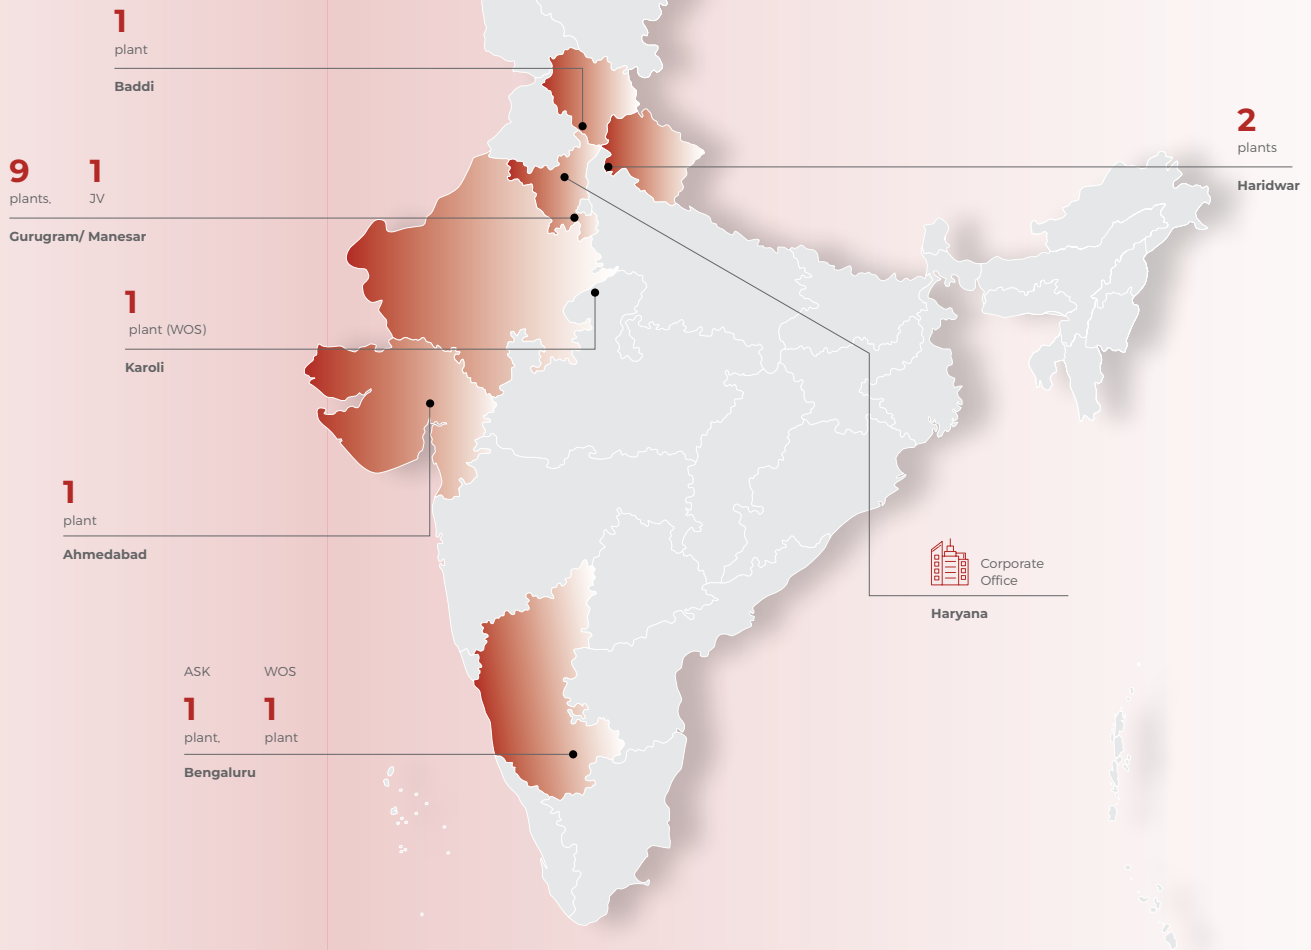 1
plant
Baddi
2
plants
Haridwar
9 1
plants, JV
Gurugram/ Manesar
1
plant (WOS)
Karoli
1
plant
Ahmedabad
Corporate
Office
Haryana
ASK WOS
1 1
plant, plant
Bengaluru